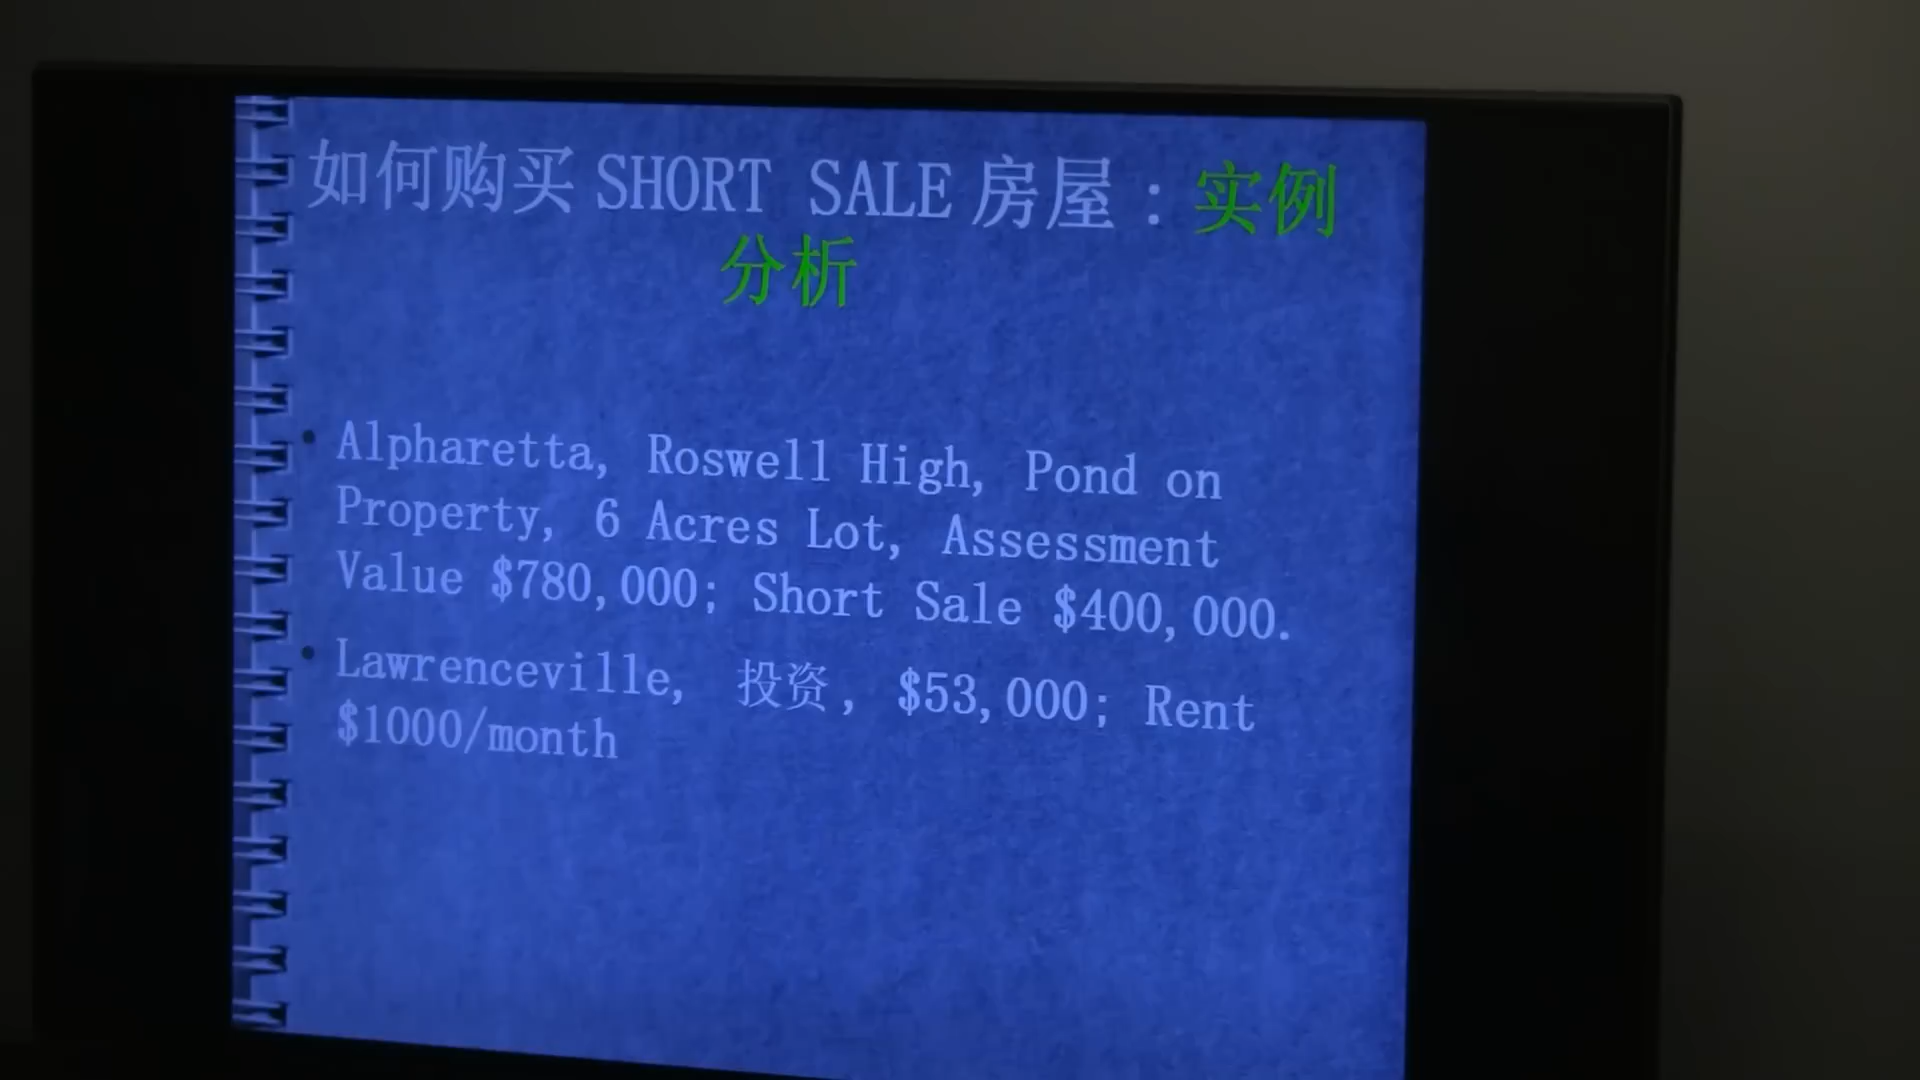 如何购买 SHORT SALE 房屋：实例
分析
• Alpharetta, Roswell High, Pond on
Property, 6 Acres Lot, Assessment
Value $780,000; Short Sale $400,000.
• Lawrenceville, 投资, $53,000; Rent
$1000/month